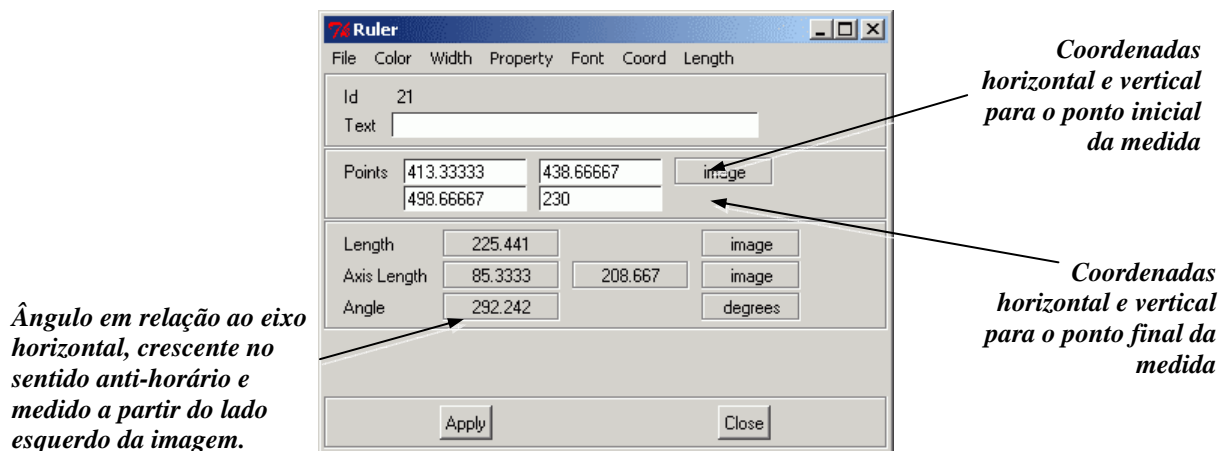 Ruler
File Color Width Property Font Coord Length
Id 21
Text
Points 413.33333 438.66667 image
498.66667 230
Length 225.441 image
Axis Length 85.3333 208.667 image
Angle 292.242 degrees
Apply Close
Coordenadas
horizontal e vertical
para o ponto inicial
da medida
Coordenadas
horizontal e vertical
para o ponto final da
medida
Ângulo em relação ao eixo
horizontal, crescente no
sentido anti-horário e
medido a partir do lado
esquerdo da imagem.